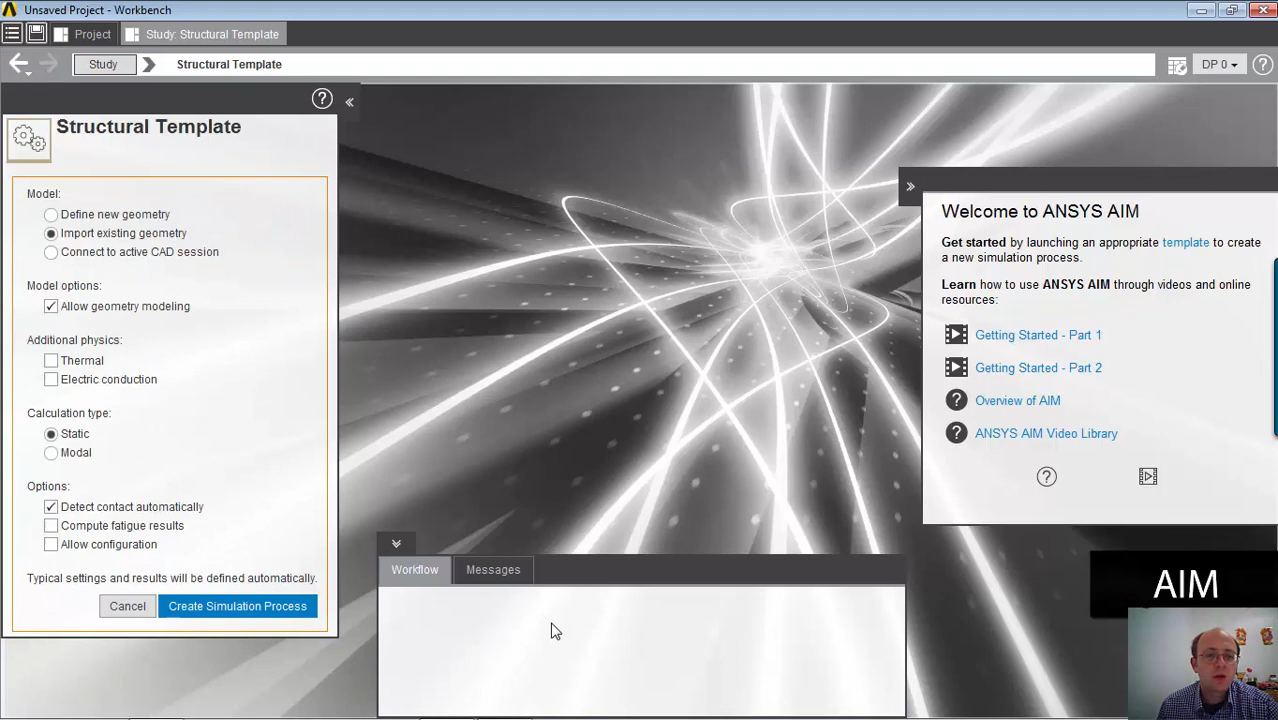 Unsaved Project - Workbench
Project
Study: Structural Template
Study
Structural Template
DP 0
Structural Template
Model:
Define new geometry
Import existing geometry
Connect to active CAD session
Model options:
Allow geometry modeling
Additional physics:
Thermal
Electric conduction
Calculation type:
Static
Modal
Options:
Detect contact automatically
Compute fatigue results
Allow configuration
Typical settings and results will be defined automatically.
Cancel
Create Simulation Process
Workflow
Messages
Welcome to ANSYS AIM
Get started by launching an appropriate template to create
a new simulation process.
Learn how to use ANSYS AIM through videos and online
resources:
Getting Started - Part 1
Getting Started - Part 2
Overview of AIM
ANSYS AIM Video Library
AIM